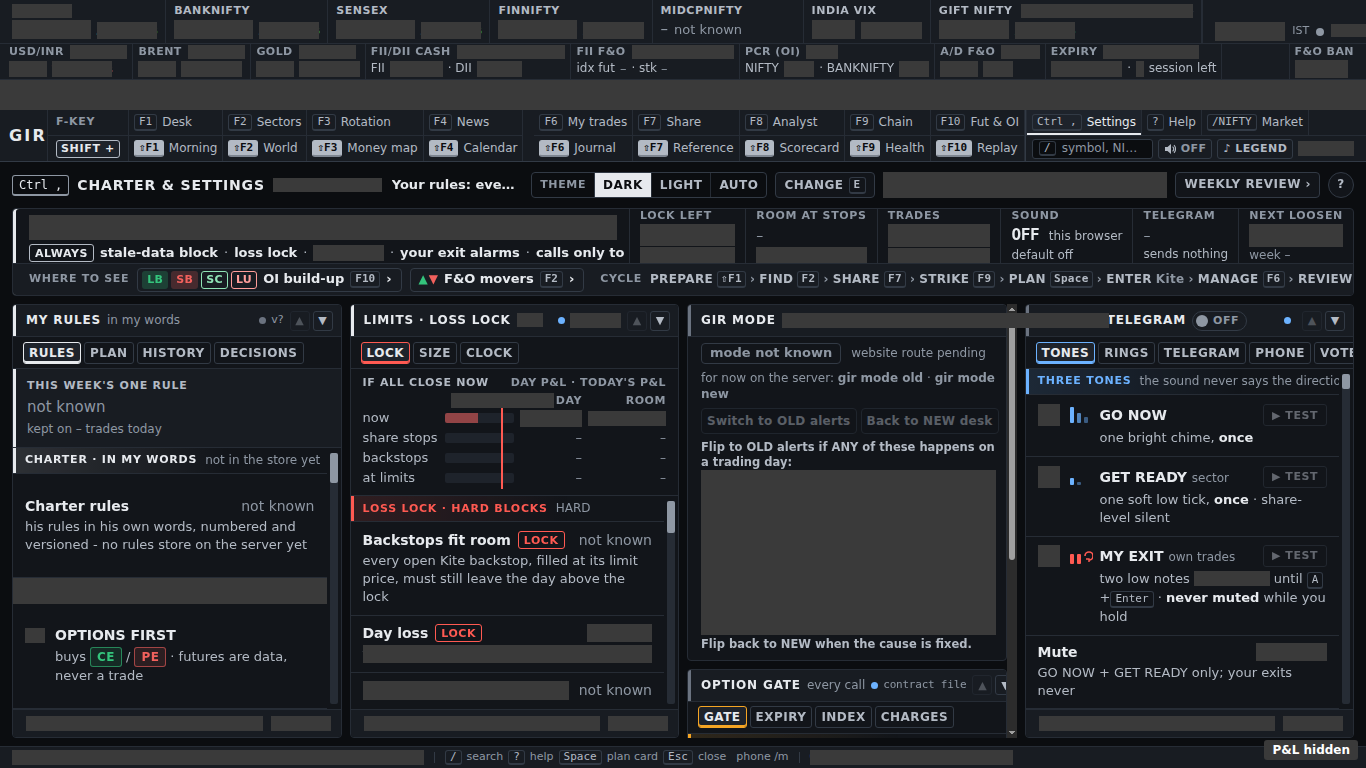 BANKNIFTY SENSEX FINNIFTY MIDCPNIFTY INDIA VIX GIFT NIFTY
– not known IST
USD/INR BRENT GOLD FII/DII CASH FII F&O PCR (OI) A/D F&O EXPIRY F&O BAN
FII · DII idx fut – · stk – NIFTY · BANKNIFTY · session left
GIR F-KEY F1 Desk F2 Sectors F3 Rotation F4 News F6 My trades F7 Share F8 Analyst F9 Chain F10 Fut & OI Ctrl , Settings ? Help /NIFTY Market
SHIFT + ⇧F1 Morning ⇧F2 World ⇧F3 Money map ⇧F4 Calendar ⇧F6 Journal ⇧F7 Reference ⇧F8 Scorecard ⇧F9 Health ⇧F10 Replay / symbol, NI… OFF ♪ LEGEND
Ctrl , CHARTER & SETTINGS Your rules: eve… THEME DARK LIGHT AUTO CHANGE E WEEKLY REVIEW › ?
LOCK LEFT ROOM AT STOPS TRADES SOUND TELEGRAM NEXT LOOSEN
– OFF this browser –
ALWAYS stale-data block · loss lock · · your exit alarms · calls only to default off sends nothing week –
WHERE TO SEE LB SB SC LU OI build-up F10 › ▲▼ F&O movers F2 › CYCLE PREPARE ⇧F1 › FIND F2 › SHARE F7 › STRIKE F9 › PLAN Space › ENTER Kite › MANAGE F6 › REVIEW
MY RULES in my words v? ▲ ▼
RULES PLAN HISTORY DECISIONS
THIS WEEK'S ONE RULE
not known
kept on – trades today
CHARTER · IN MY WORDS not in the store yet
Charter rules not known
his rules in his own words, numbered and
versioned - no rules store on the server yet
OPTIONS FIRST
buys CE / PE · futures are data,
never a trade
LIMITS · LOSS LOCK ▲ ▼
LOCK SIZE CLOCK
IF ALL CLOSE NOW DAY P&L · TODAY'S P&L
DAY ROOM
now
share stops – –
backstops – –
at limits – –
LOSS LOCK · HARD BLOCKS HARD
Backstops fit room LOCK not known
every open Kite backstop, filled at its limit
price, must still leave the day above the
lock
Day loss LOCK
not known
GIR MODE
mode not known website route pending
for now on the server: gir mode old · gir mode
new
Switch to OLD alerts Back to NEW desk
Flip to OLD alerts if ANY of these happens on
a trading day:
Flip back to NEW when the cause is fixed.
OPTION GATE every call contract file ▲ ▼
GATE EXPIRY INDEX CHARGES
TELEGRAM OFF ▲ ▼
TONES RINGS TELEGRAM PHONE VOTE
THREE TONES the sound never says the directio
GO NOW ▶ TEST
one bright chime, once
GET READY sector ▶ TEST
one soft low tick, once · share-
level silent
MY EXIT own trades ▶ TEST
two low notes until A
+Enter · never muted while you
hold
Mute
GO NOW + GET READY only; your exits
never
/ search ? help Space plan card Esc close phone /m
P&L hidden